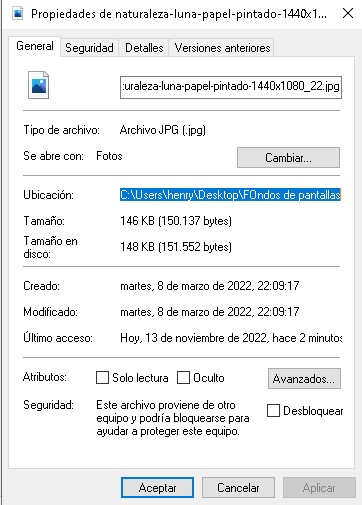 Propiedades de naturaleza-luna-papel-pintado-1440x1...
General Seguridad Detalles Versiones anteriores
:uraleza-luna-papel-pintado-1440x1080_22.jpg
Tipo de archivo: Archivo JPG (.jpg)
Se abre con: Fotos Cambiar...
Ubicación: C:\Users\henry\Desktop\FOndos de pantallas
Tamaño: 146 KB (150.137 bytes)
Tamaño en
disco: 148 KB (151.552 bytes)
Creado: martes, 8 de marzo de 2022, 22:09:17
Modificado: martes, 8 de marzo de 2022, 22:09:17
Último acceso: Hoy, 13 de noviembre de 2022, hace 2 minutos
Atributos: Solo lectura Oculto Avanzados...
Seguridad: Este archivo proviene de otro
equipo y podría bloquearse para
ayudar a proteger este equipo.
Desbloquear
Aceptar Cancelar Aplicar